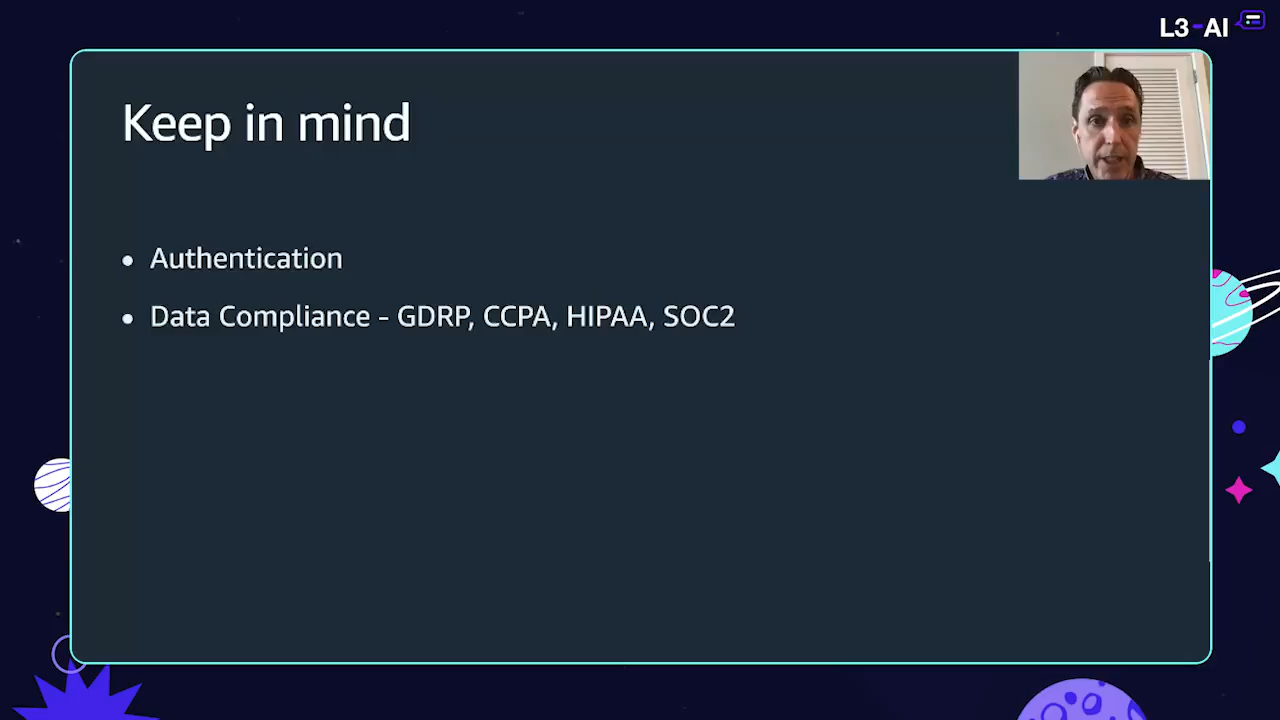 L3-AI
Keep in mind
• Authentication
• Data Compliance - GDRP, CCPA, HIPAA, SOC2